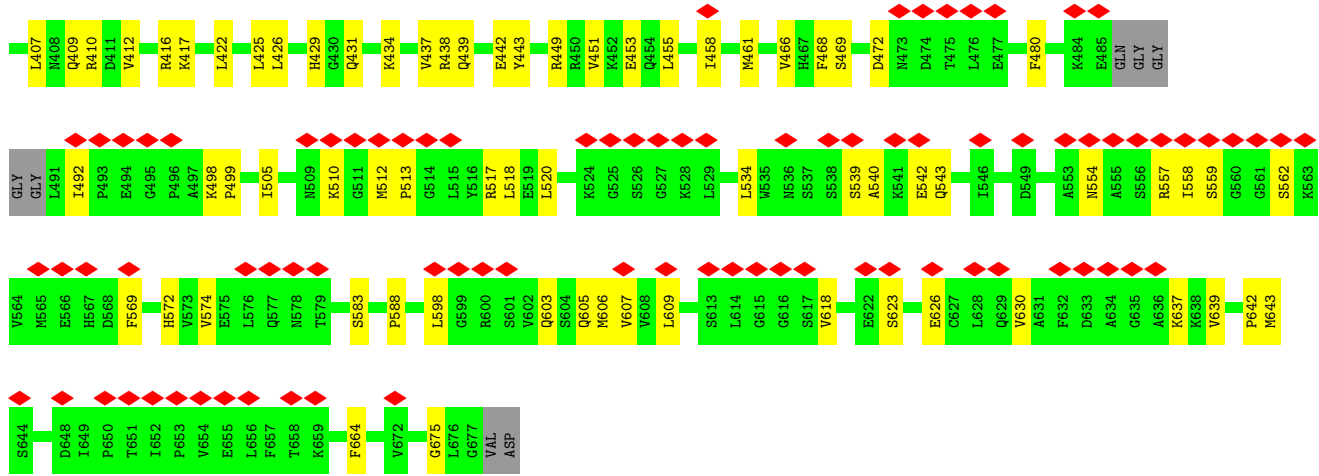 L407 N408 Q409 R410 D411 V412 R416 K417 L422 L425 L426 H429 G430 Q431 K434 V437 R438 Q439 E442 Y443 R449 R450 V451 K452 E453 Q454 L455 I458 M461 V466 H467 F468 S469 D472 N473 D474 T475 L476 E477 F480 K484 E485 GLN GLY GLY
GLY GLY L491 I492 P493 E494 G495 P496 A497 K498 P499 I505 N509 K510 G511 M512 P513 G514 L515 Y516 R517 L518 E519 L520 K524 G525 S526 G527 K528 L529 L534 W535 N536 S537 S538 S539 A540 K541 E542 Q543 I546 D549 A553 N554 A555 S556 R557 I558 S559 G560 G561 S562 K563
V564 M565 E566 H567 D568 F569 H572 V573 V574 E575 L576 Q577 N578 T579 S583 P588 L598 G599 R600 S601 V602 Q603 S604 Q605 M606 V607 V608 L609 S613 L614 G615 G616 S617 V618 E622 S623 E626 C627 L628 Q629 V630 A631 F632 D633 A634 G635 A636 K637 K638 V639 P642 M643
S644 D648 I649 P650 T651 I652 P653 V654 E655 L656 F657 T658 K659 F664 V672 G675 L676 G677 VAL ASP